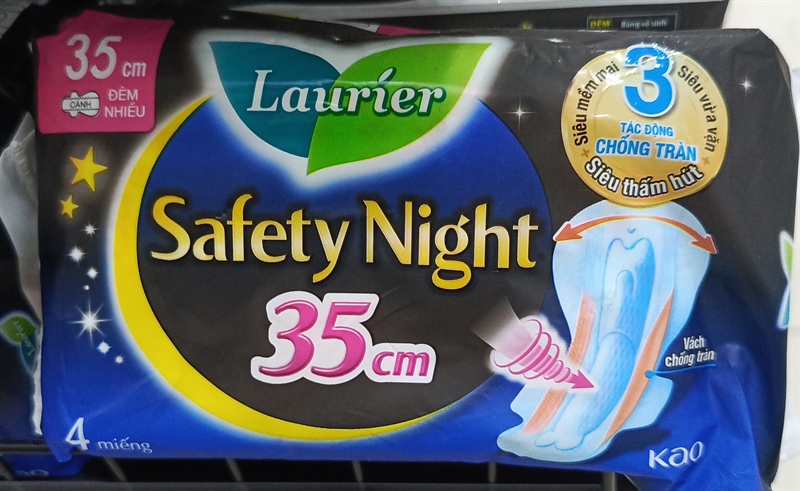 35 cm
CÁNH
ĐÊM
NHIỀU
Laurier
Siêu mềm mại
3
Siêu vừa vặn
TÁC ĐỘNG
CHỐNG TRÀN
Siêu thấm hút
Safety Night
35cm
Vách
chống tràn
4 miếng
Kao
ĐÊM